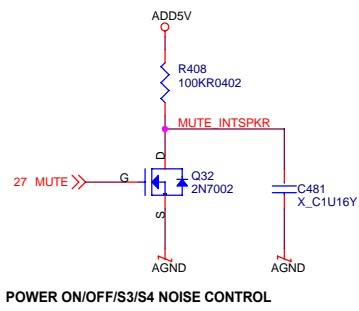 ADD5V
R408
100KR0402
MUTE_INTSPKR
D
27 MUTE
G
Q32
2N7002
S
C481
X_C1U16Y
AGND
AGND
POWER ON/OFF/S3/S4 NOISE CONTROL